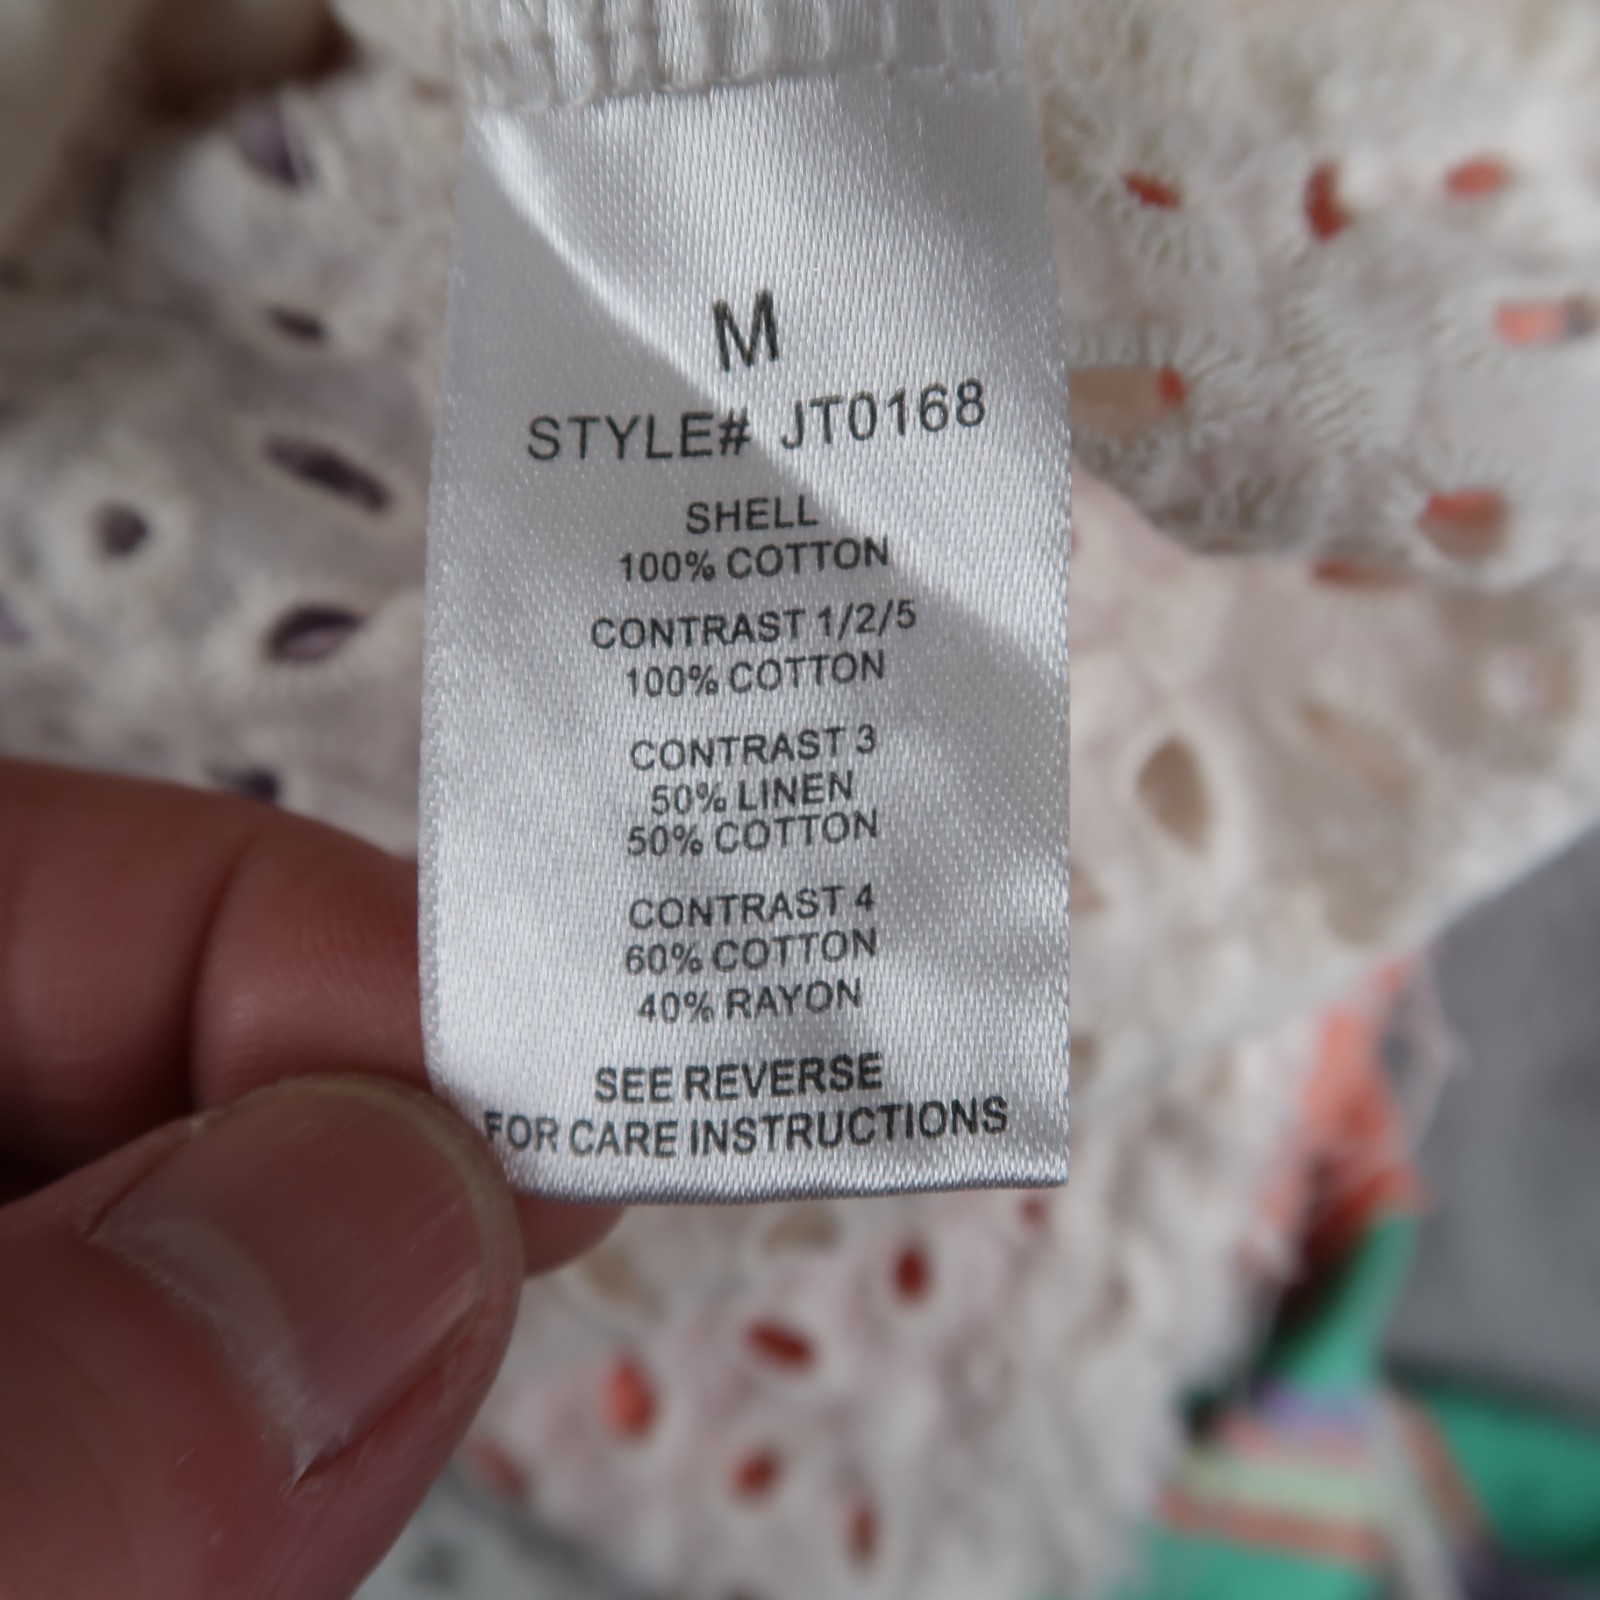 M
STYLE# JT0168
SHELL
100% COTTON
CONTRAST 1/2/5
100% COTTON
CONTRAST 3
50% LINEN
50% COTTON
CONTRAST 4
60% COTTON
40% RAYON
SEE REVERSE
FOR CARE INSTRUCTIONS